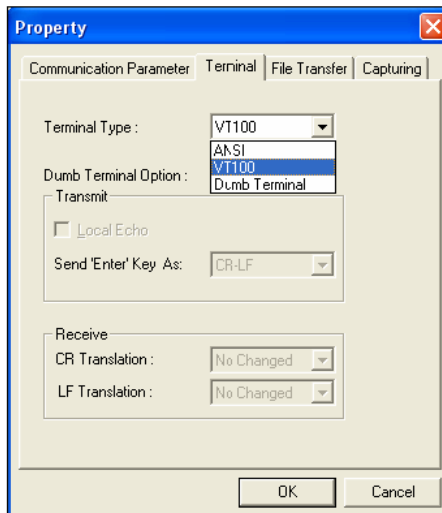 Property
Communication Parameter Terminal File Transfer Capturing
Terminal Type : VT100
ANSI
VT100
Dumb Terminal
Dumb Terminal Option :
Transmit
Local Echo
Send 'Enter' Key As: CR-LF
Receive
CR Translation : No Changed
LF Translation : No Changed
OK Cancel